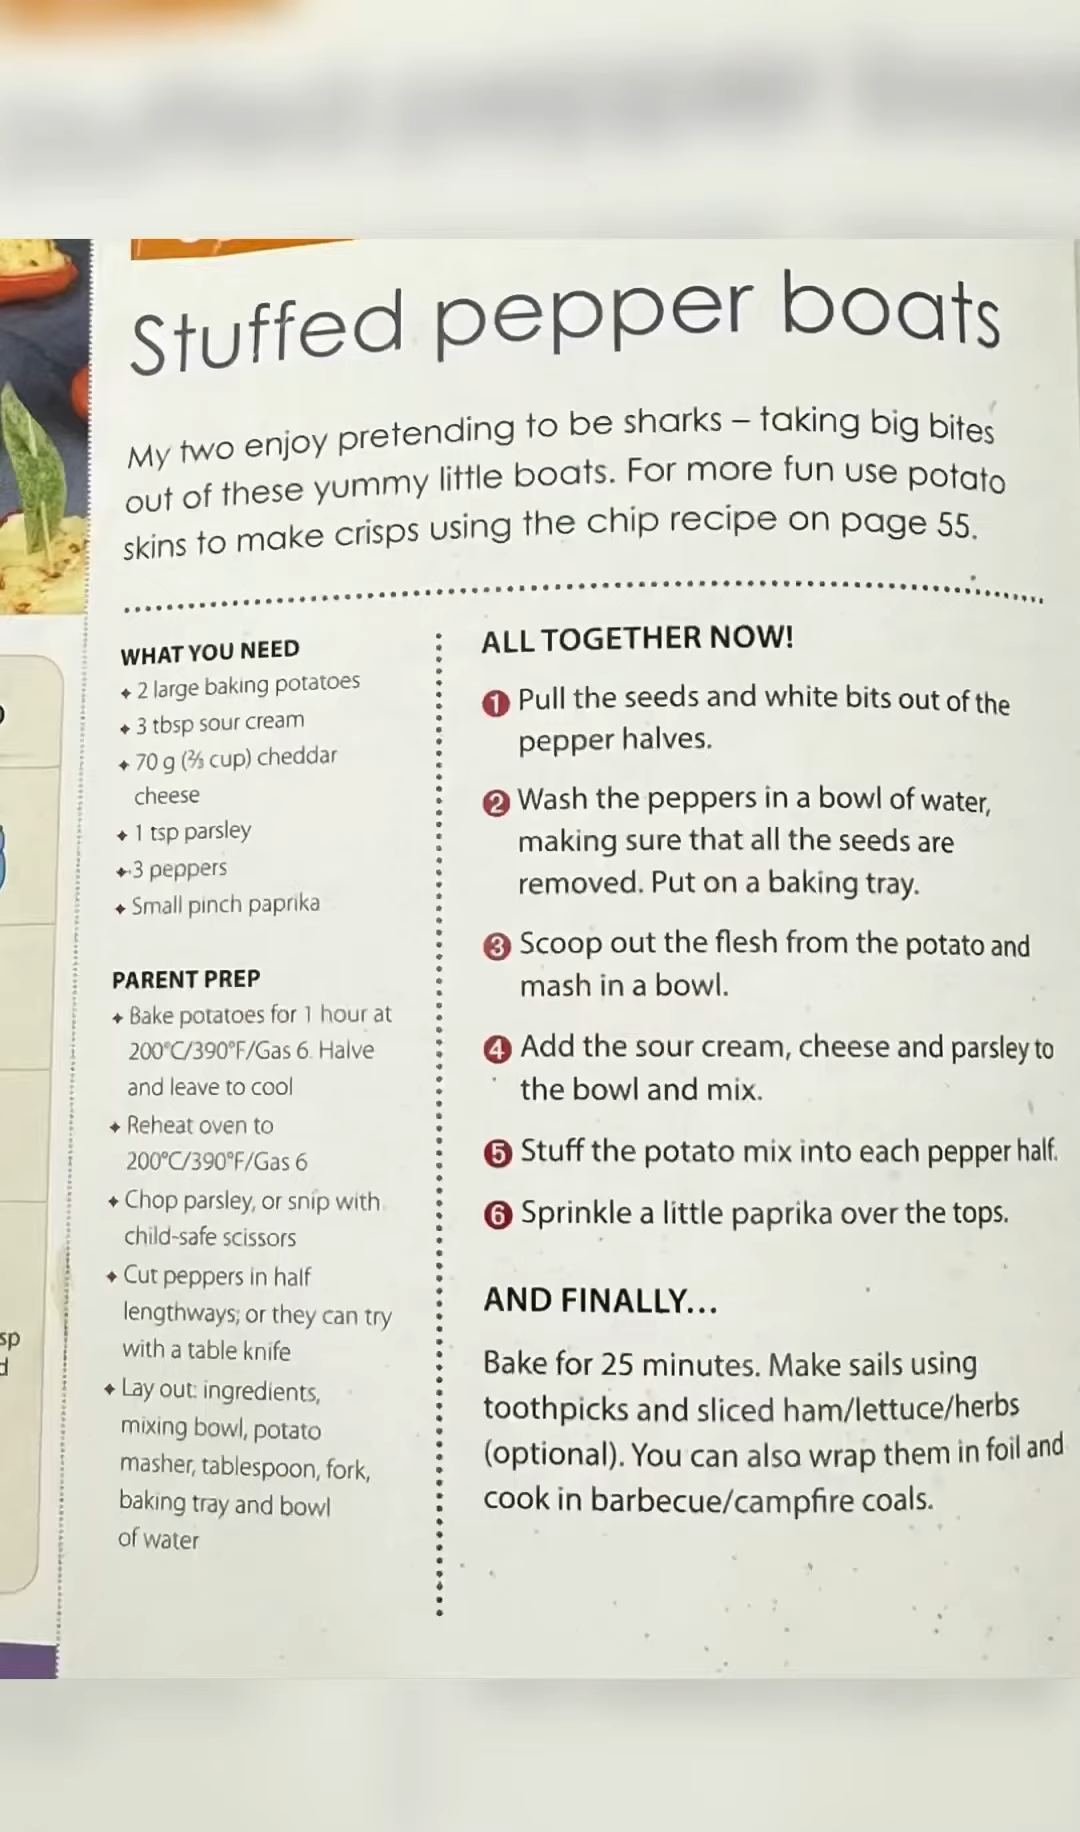 Stuffed pepper boats
My two enjoy pretending to be sharks – taking big bites
out of these yummy little boats. For more fun use potato
skins to make crisps using the chip recipe on page 55.
WHAT YOU NEED
✦ 2 large baking potatoes
✦ 3 tbsp sour cream
✦ 70 g (⅔ cup) cheddar
cheese
✦ 1 tsp parsley
✦ 3 peppers
✦ Small pinch paprika
PARENT PREP
✦ Bake potatoes for 1 hour at
200°C/390°F/Gas 6. Halve
and leave to cool
✦ Reheat oven to
200°C/390°F/Gas 6
✦ Chop parsley, or snip with
child-safe scissors
✦ Cut peppers in half
lengthways; or they can try
with a table knife
✦ Lay out: ingredients,
mixing bowl, potato
masher, tablespoon, fork,
baking tray and bowl
of water
ALL TOGETHER NOW!
1 Pull the seeds and white bits out of the
pepper halves.
2 Wash the peppers in a bowl of water,
making sure that all the seeds are
removed. Put on a baking tray.
3 Scoop out the flesh from the potato and
mash in a bowl.
4 Add the sour cream, cheese and parsley to
the bowl and mix.
5 Stuff the potato mix into each pepper half.
6 Sprinkle a little paprika over the tops.
AND FINALLY...
Bake for 25 minutes. Make sails using
toothpicks and sliced ham/lettuce/herbs
(optional). You can also wrap them in foil and
cook in barbecue/campfire coals.